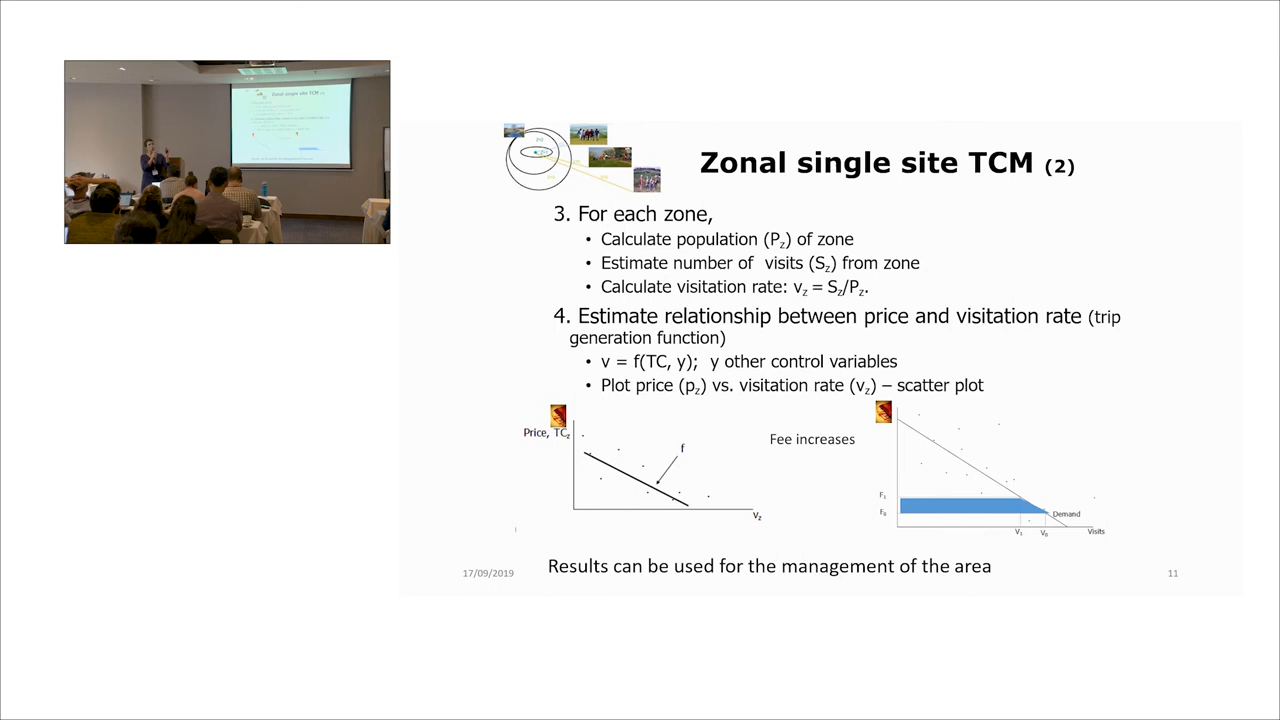 Zonal single site TCM (2)
3. For each zone,
• Calculate population (Pz) of zone
• Estimate number of visits (Sz) from zone
• Calculate visitation rate: vz = Sz/Pz.
4. Estimate relationship between price and visitation rate (trip
generation function)
• v = f(TC, y); y other control variables
• Plot price (pz) vs. visitation rate (vz) – scatter plot
Price, TCz
f
vz
Fee increases
F1
F0
Demand
V1 V0 Visits
Results can be used for the management of the area
17/09/2019
11
Zonal single site TCM